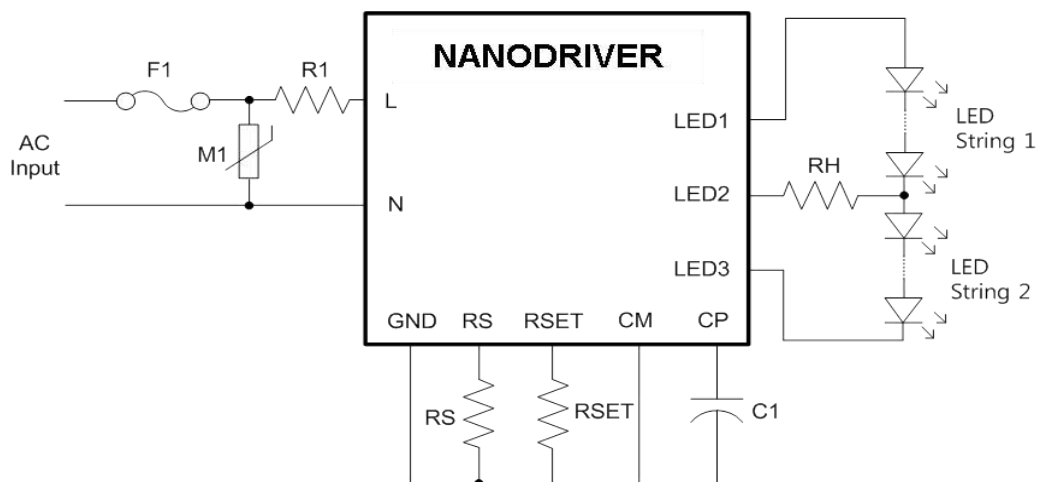 NANODRIVER
F1
R1
L
LED1
LED
String 1
AC
Input
M1
RH
LED2
N
LED3
LED
String 2
GND
RS
RSET
CM
CP
RS
RSET
C1